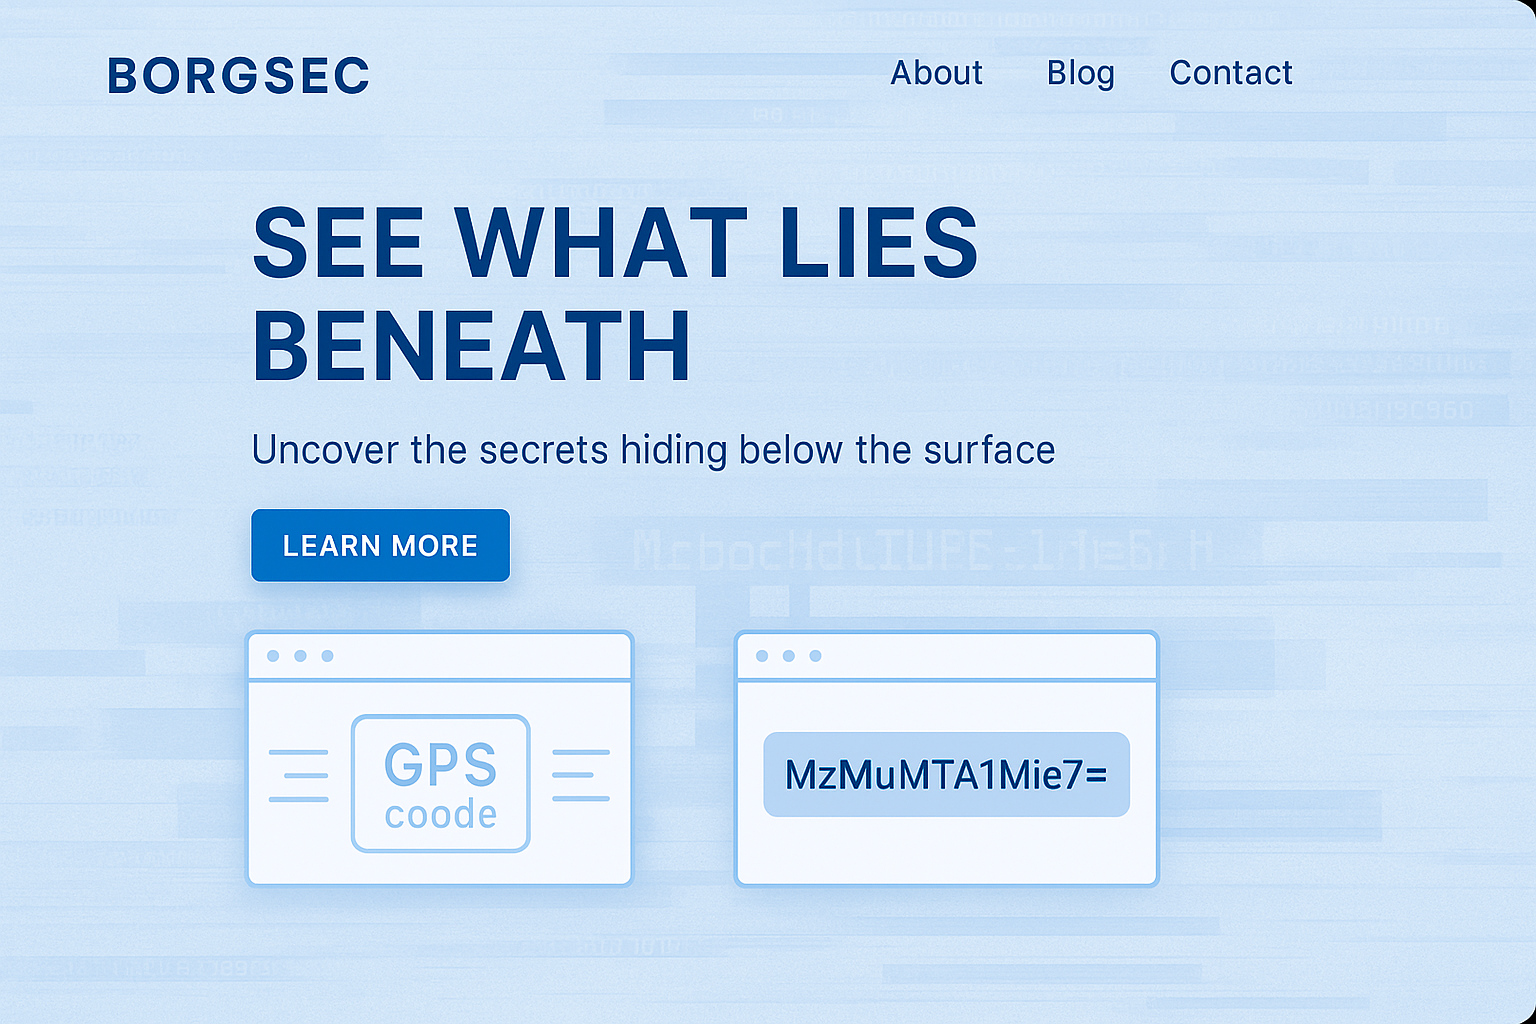 BORGSEC
About Blog Contact
SEE WHAT LIES
BENEATH
Uncover the secrets hiding below the surface
LEARN MORE
GPS
coode
MzMuMTA1Mie7=